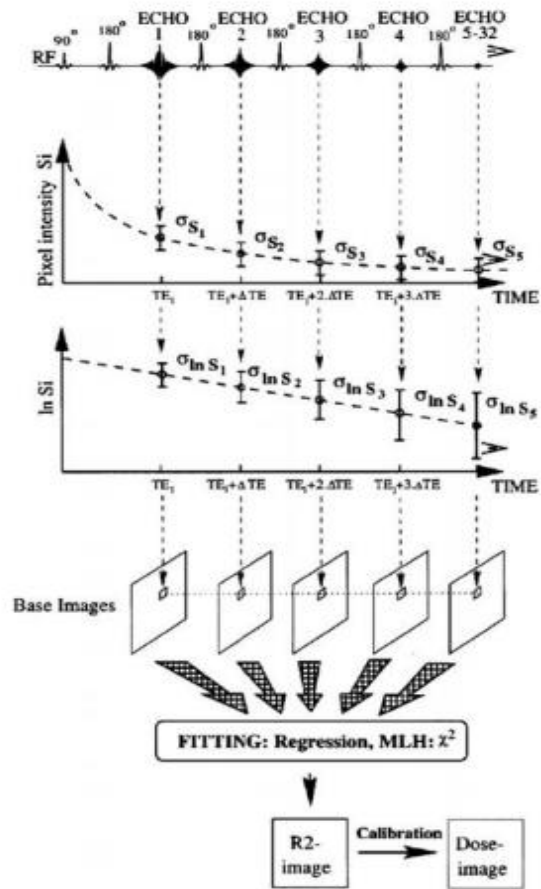 ECHO ECHO ECHO ECHO ECHO
90° 180° 1 180° 2 180° 3 180° 4 180° 5-32
RF
Pixel intensity Si
σS1 σS2 σS3 σS4 σS5
TE1 TE1+ΔTE TE1+2.ΔTE TE1+3.ΔTE TIME
ln Si
σln S1 σln S2 σln S3 σln S4 σln S5
TE1 TE1+ΔTE TE1+2.ΔTE TE1+3.ΔTE TIME
Base Images
FITTING: Regression, MLH: χ²
R2-image
Calibration
Dose-image